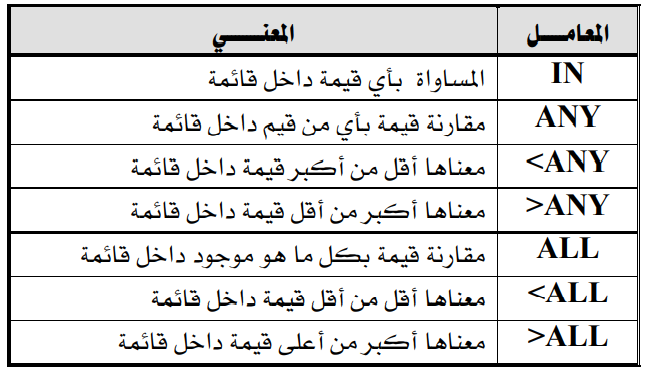 المعامل المعنى
IN المساواة بأي قيمة داخل قائمة
ANY مقارنة قيمة بأي من قيم داخل قائمة
<ANY معناها أقل من أكبر قيمة داخل قائمة
>ANY معناها أكبر من أقل قيمة داخل قائمة
ALL مقارنة قيمة بكل ما هو موجود داخل قائمة
<ALL معناها أقل من أقل قيمة داخل قائمة
>ALL معناها أكبر من أعلى قيمة داخل قائمة